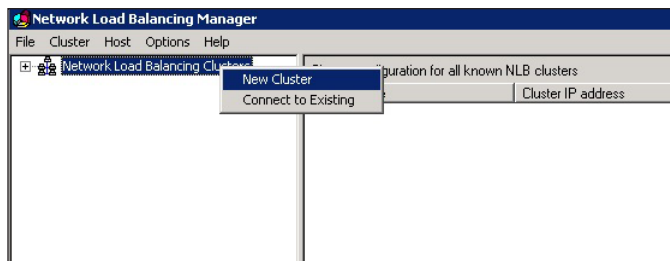 Network Load Balancing Manager
File Cluster Host Options Help
Network Load Balancing Clusters
guration for all known NLB clusters
New Cluster
Connect to Existing
Cluster IP address